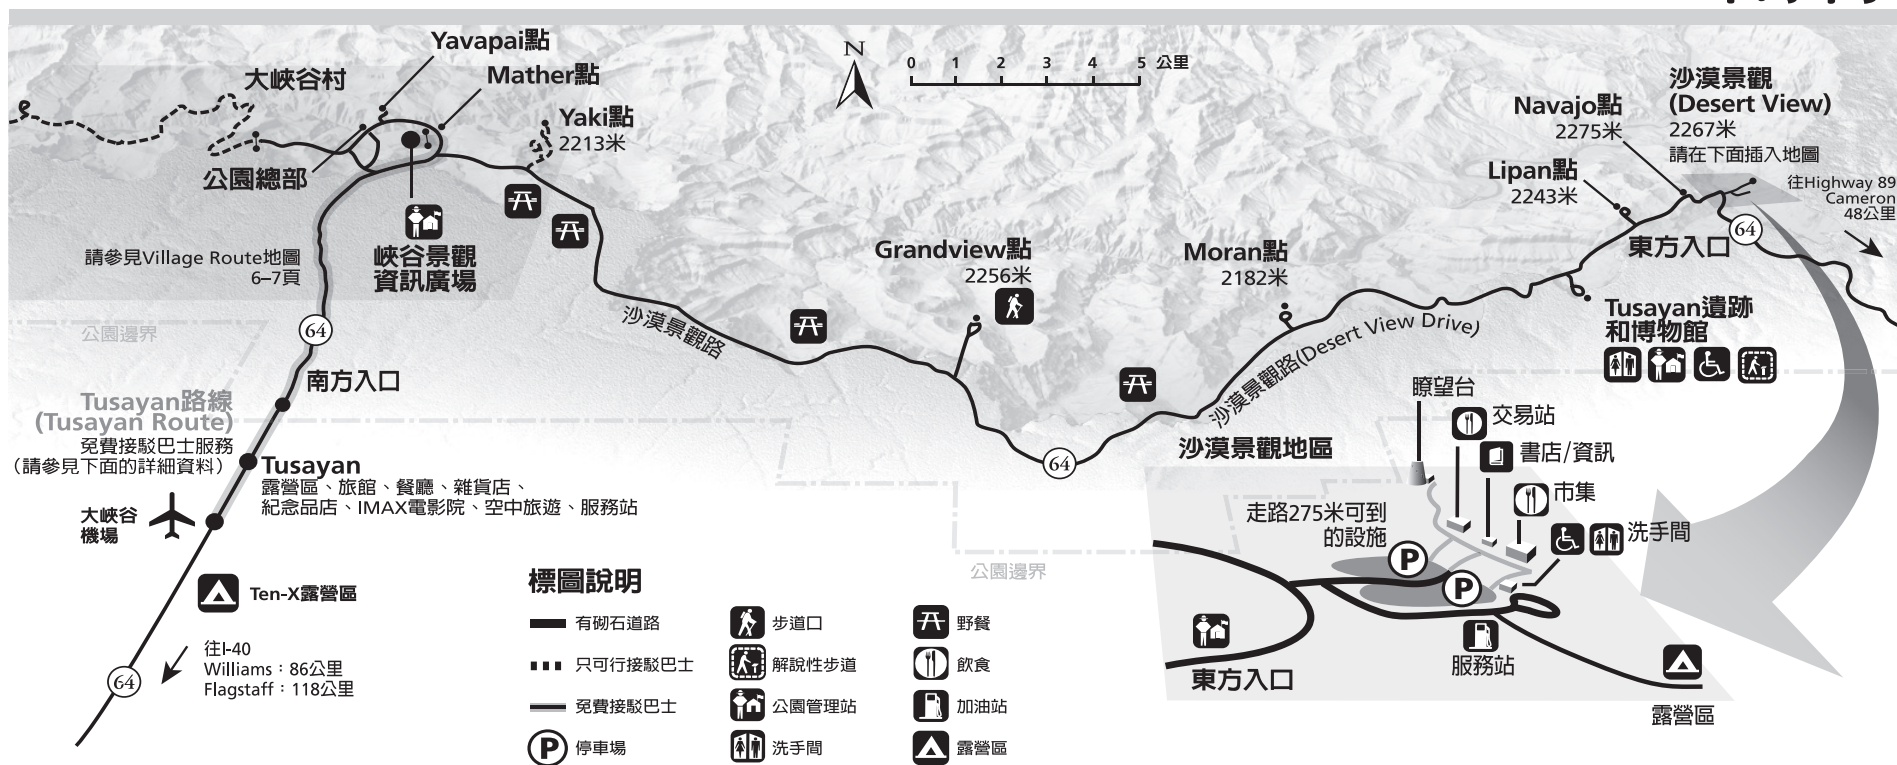 Yavapai點
大峽谷村
Mather點
Yaki點
2213米
公園總部
峽谷景觀
資訊廣場
請參見Village Route地圖
6–7頁
N
0 1 2 3 4 5 公里
沙漠景觀
(Desert View)
2267米
請在下面插入地圖
Navajo點
2275米
Lipan點
2243米
往Highway 89
Cameron
48公里
64
東方入口
Grandview點
2256米
Moran點
2182米
Tusayan遺跡
和博物館
公園邊界
64
沙漠景觀路
沙漠景觀路(Desert View Drive)
64
南方入口
Tusayan路線
(Tusayan Route)
免費接駁巴士服務
(請參見下面的詳細資料)
Tusayan
露營區、旅館、餐廳、雜貨店、
紀念品店、IMAX電影院、空中旅遊、服務站
大峽谷
機場
Ten-X露營區
往I-40
Williams：86公里
Flagstaff：118公里
64
公園邊界
沙漠景觀地區
瞭望台
交易站
書店/資訊
市集
洗手間
走路275米可到
的設施
P
P
東方入口
服務站
露營區
標圖說明
有砌石道路
只可行接駁巴士
免費接駁巴士
P 停車場
步道口
解說性步道
公園管理站
洗手間
野餐
飲食
加油站
露營區